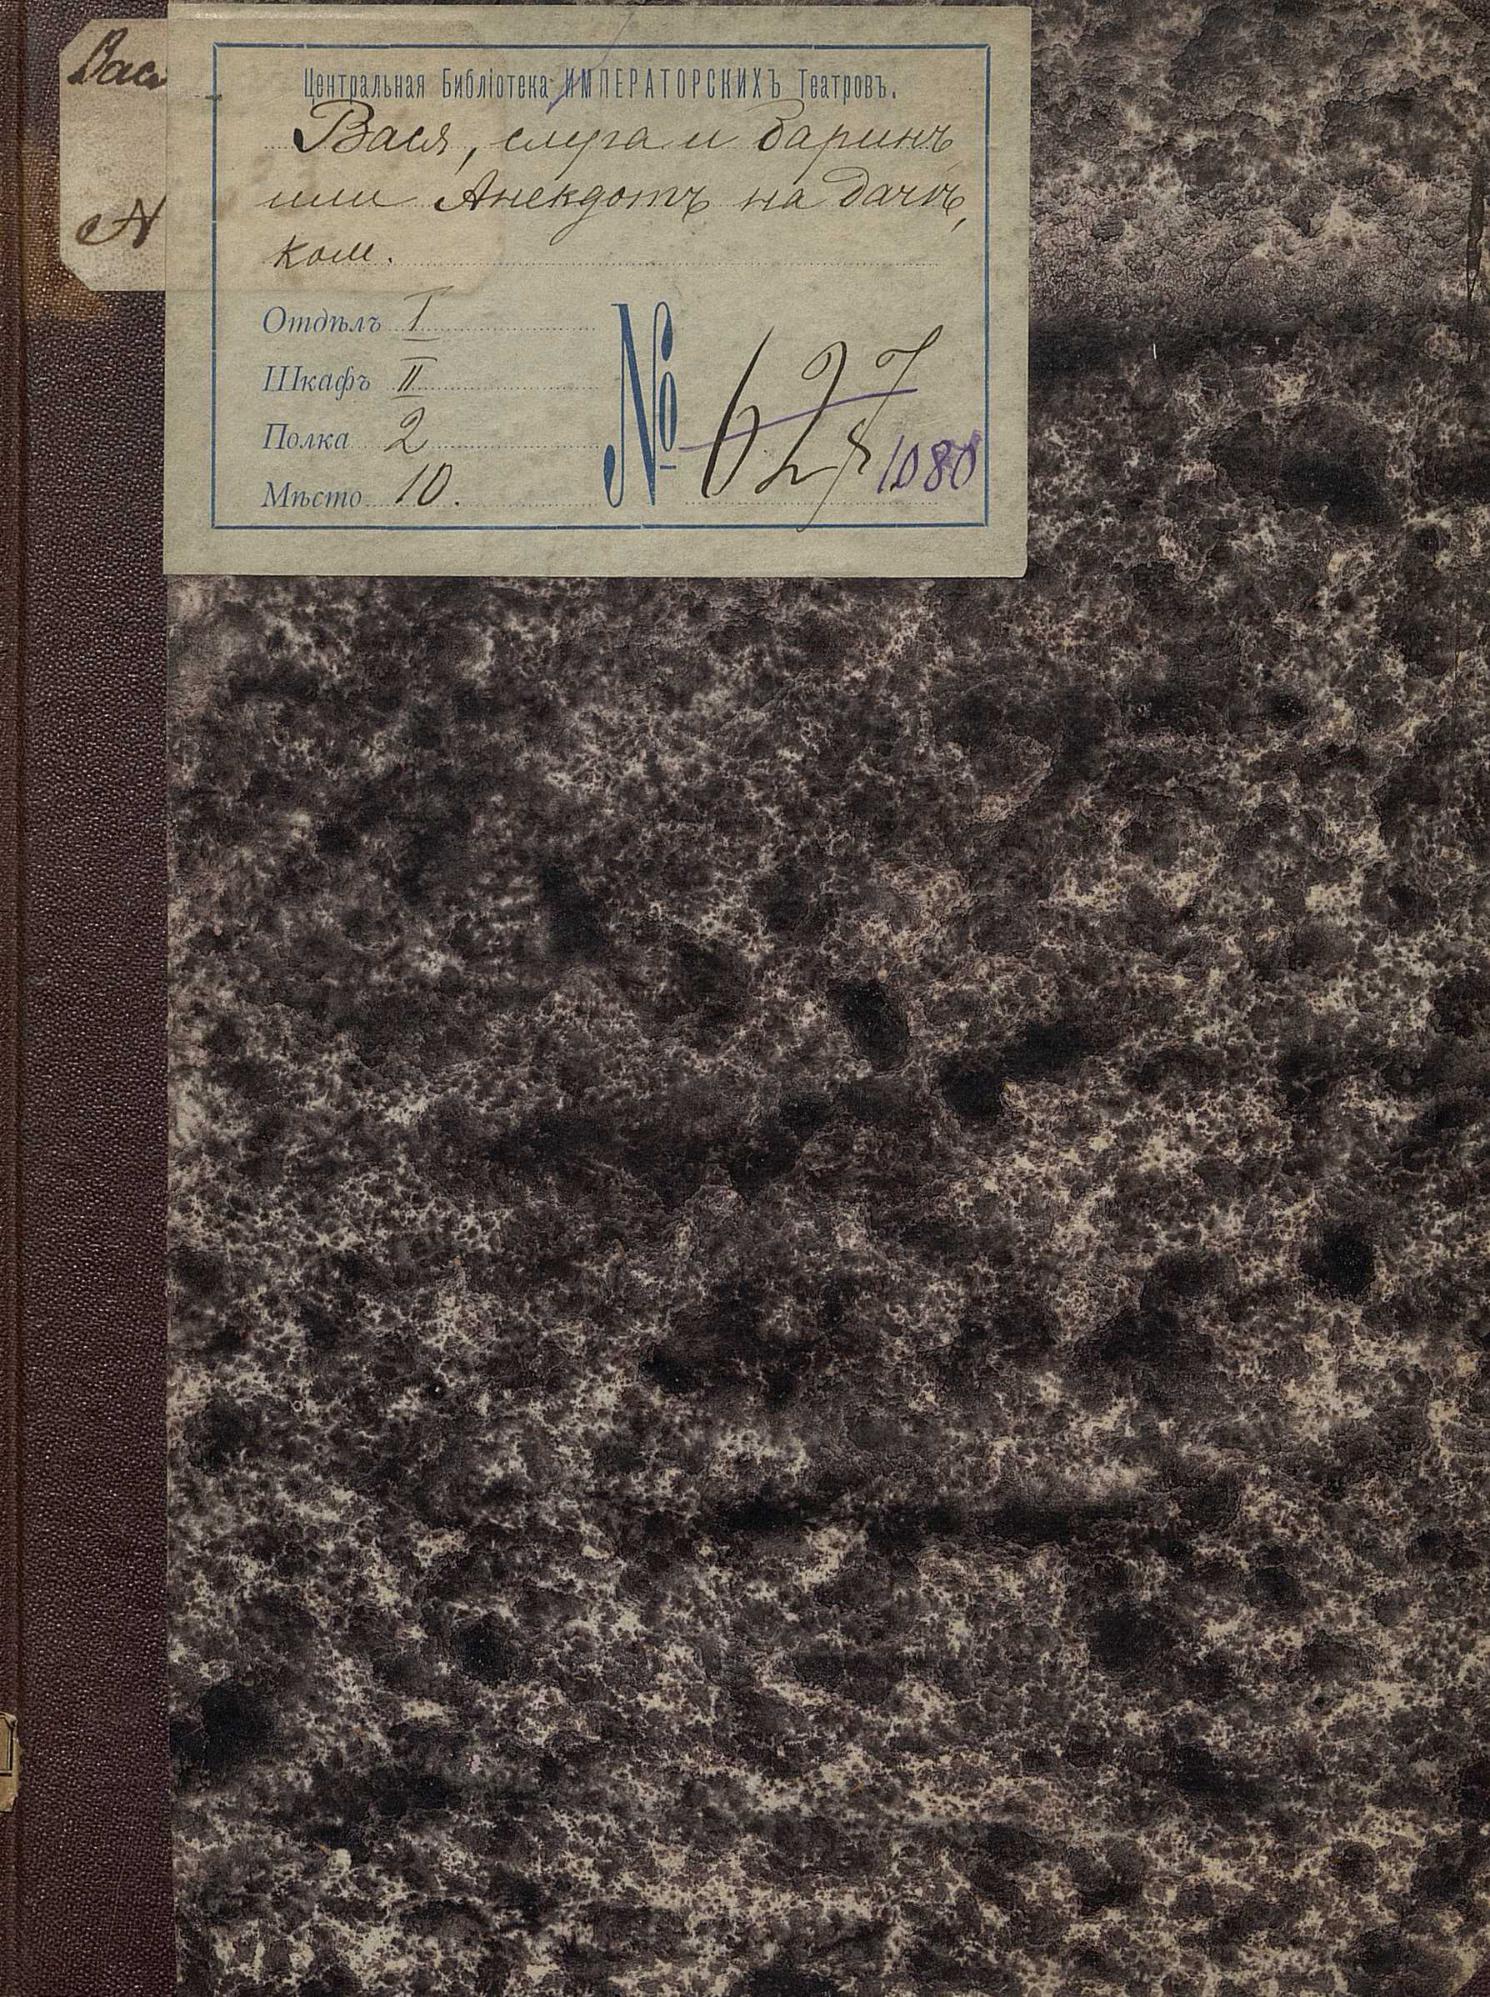 Вас
Центральная Библіотека ИМПЕРАТОРСКИХЪ Театровъ.
Вася, слуга и баринъ
или Анекдотъ на дачѣ,
ком.
Отдѣлъ I
Шкафъ II
Полка 2
Мѣсто 10.
№ 627
1080